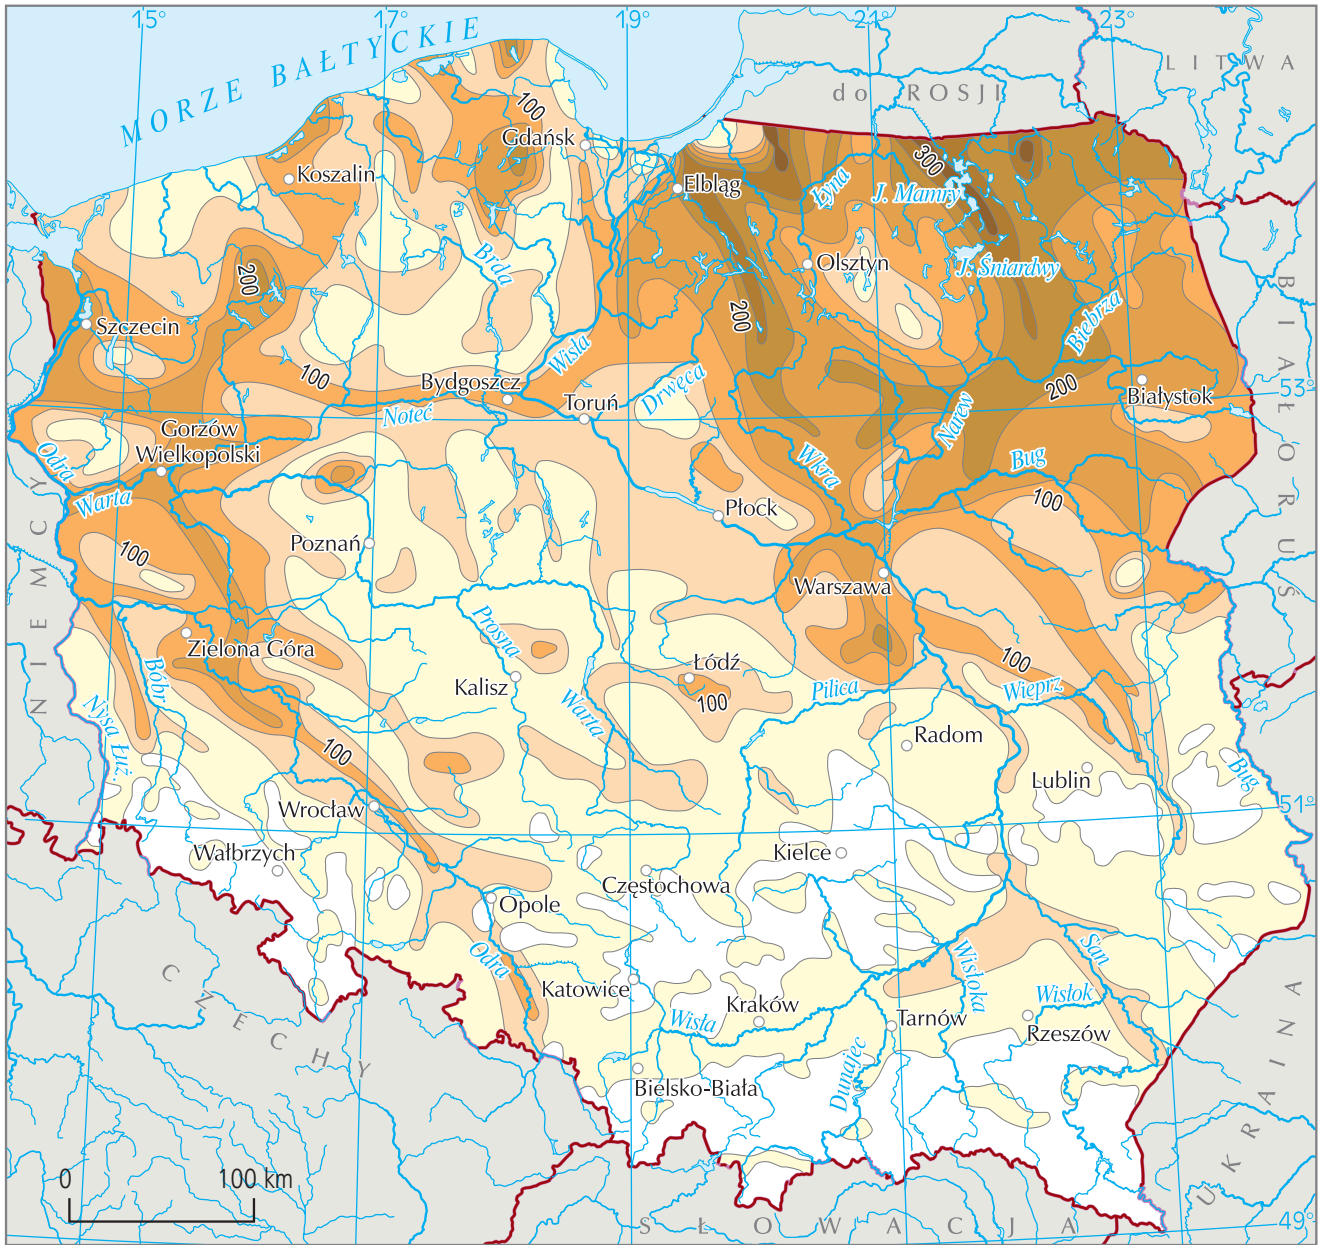 15°
17°
19°
21°
23°
MORZE BAŁTYCKIE
LITWA
do ROSJI
100
Gdańsk
300
Koszalin
Elbląg
Łyna
J. Mamry
Brda
200
Olsztyn
J. Śniardwy
BIAŁORUŚ
Szczecin
200
Biebrza
Wisła
100
Bydgoszcz
Drwęca
200
53°
Białystok
Toruń
Noteć
Gorzów
Wielkopolski
Narew
Odra
Wkra
Bug
Warta
NIEMCY
Płock
100
100
Poznań
Warszawa
Prosna
Zielona Góra
100
Bóbr
Łódź
Kalisz
Pilica
Wieprz
100
Nysa Łuż.
Warta
Radom
100
Lublin
Bug
Wrocław
51°
Wałbrzych
Kielce
Częstochowa
Opole
Odra
San
Wisłoka
CZECHY
Katowice
Kraków
Wisłok
Wisła
Tarnów
Rzeszów
UKRAINA
Dunajec
Bielsko-Biała
0
100 km
SŁOWACJA
49°